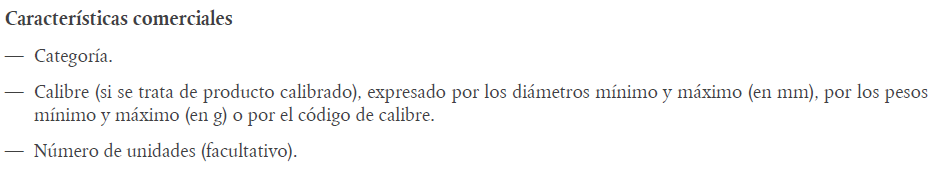 Características comerciales
— Categoría.
— Calibre (si se trata de producto calibrado), expresado por los diámetros mínimo y máximo (en mm), por los pesos
mínimo y máximo (en g) o por el código de calibre.
— Número de unidades (facultativo).